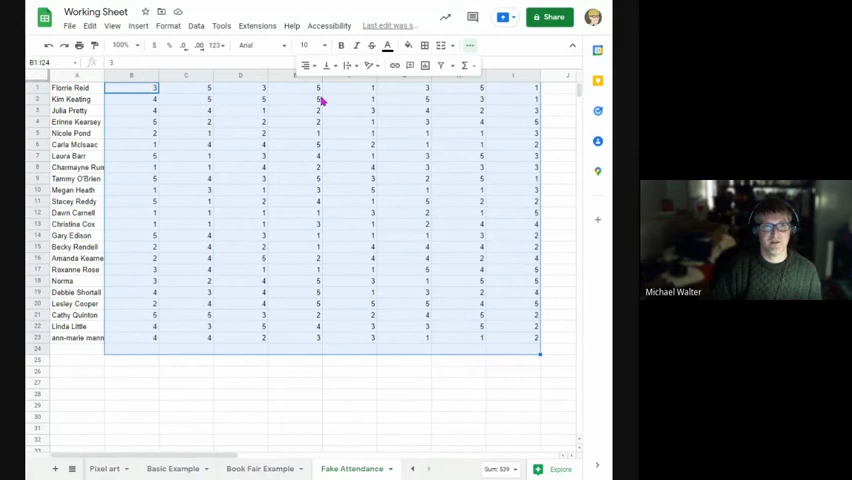 Working Sheet
File Edit View Insert Format Data Tools Extensions Help Accessibility Last edit was s...
Share
100% $ % .0 .00 123 Arial 10 B I S A
B1:I24 fx 3
A B C D E F G H I J
1 Florrie Reid 3 5 3 5 1 3 5 1
2 Kim Keating 4 5 5 5 1 5 3 1
3 Julia Pretty 4 4 1 2 3 4 2 3
4 Erinne Kearsey 5 2 2 2 1 3 4 5
5 Nicole Pond 2 1 2 1 1 1 1 3
6 Carla McIsaac 1 4 4 5 2 1 1 2
7 Laura Barr 5 1 3 4 1 3 5 3
8 Charmayne Rum 1 1 4 2 4 3 3 3
9 Tammy O'Brien 5 4 3 5 3 2 5 1
10 Megan Heath 1 3 1 3 5 1 1 3
11 Stacey Reddy 5 1 2 4 1 5 2 2
12 Dawn Carnell 1 1 1 1 3 2 1 5
13 Christina Cox 1 1 1 3 1 2 4 4
14 Gary Edison 5 4 3 1 1 1 3 2
15 Becky Rendell 2 4 2 1 4 4 4 2
16 Amanda Kearne 2 4 5 2 4 4 2 4
17 Roxanne Rose 3 4 1 1 1 5 4 5
18 Norma 3 2 4 5 3 1 5 5
19 Debbie Shortall 4 3 4 5 1 3 2 4
20 Lesley Cooper 2 4 4 5 5 5 4 5
21 Cathy Quinton 5 5 3 2 2 4 5 2
22 Linda Little 4 3 5 4 3 3 5 2
23 ann-marie mann 4 4 2 3 3 1 1 2
24
25
26
27
28
29
30
31
32
33
Pixel art Basic Example Book Fair Example Fake Attendance Sum: 539 Explore
Michael Walter